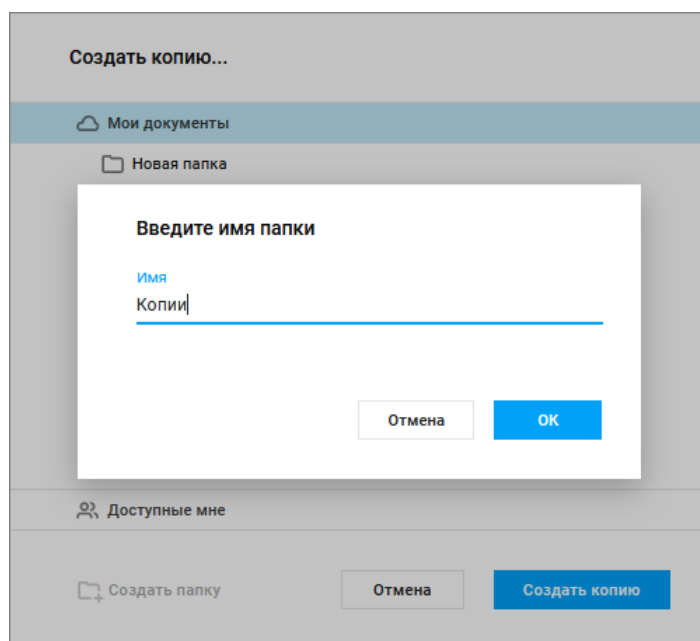 Создать копию...
Мои документы
Новая папка
Введите имя папки
Имя
Копии
Отмена
ОК
Доступные мне
Создать папку
Отмена
Создать копию